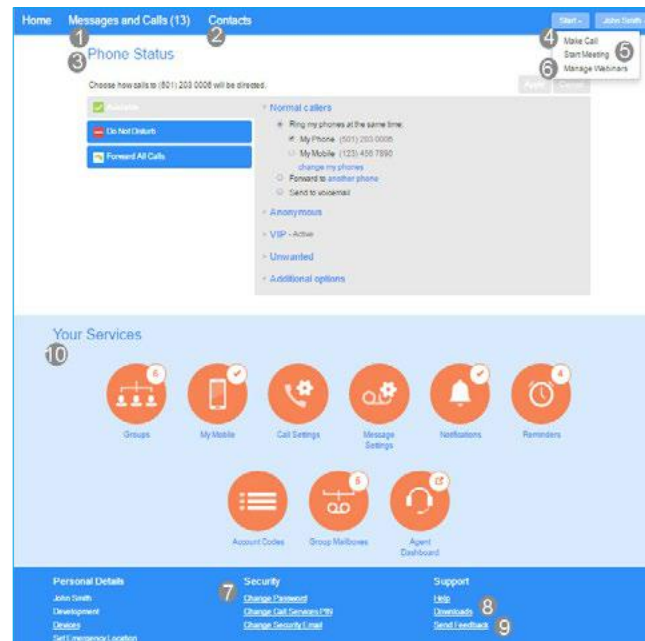 Home Messages and Calls (13) Contacts Start John Smith
1 2 4 Make Call
3 Phone Status Start Meeting 5
6 Manage Webinars
Choose how calls to (501) 203 0006 will be directed. Apply Cancel
Available
Do Not Disturb
Forward All Calls
Normal callers
Ring my phones at the same time:
My Phone (501) 203 0006
My Mobile (123) 456 7890
change my phones
Forward to another phone
Send to voicemail
Anonymous
VIP - Active
Unwanted
Additional options
Your Services
10
6 4
Groups My Mobile Call Settings Message Settings Notifications Reminders
5
Account Codes Group Mailboxes Agent Dashboard
Personal Details
John Smith
Development
Devices
Set Emergency Location
Security
7 Change Password
Change Call Services PIN
Change Security Email
Support
Help
Downloads 8
Send Feedback 9